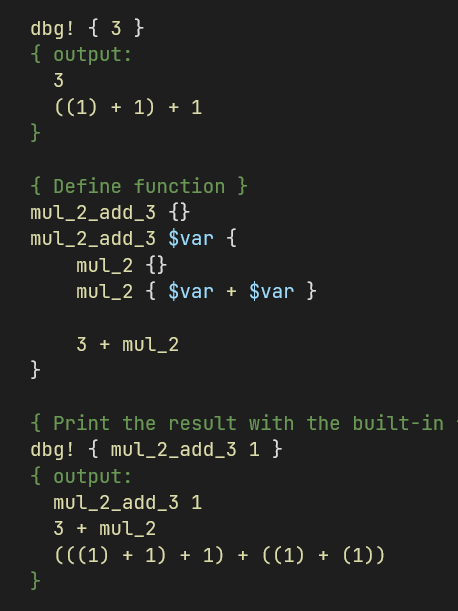 dbg! { 3 }
{ output:
  3
  ((1) + 1) + 1
}

{ Define function }
mul_2_add_3 {}
mul_2_add_3 $var {
    mul_2 {}
    mul_2 { $var + $var }

    3 + mul_2
}

{ Print the result with the built-in
dbg! { mul_2_add_3 1 }
{ output:
  mul_2_add_3 1
  3 + mul_2
  (((1) + 1) + 1) + ((1) + (1))
}